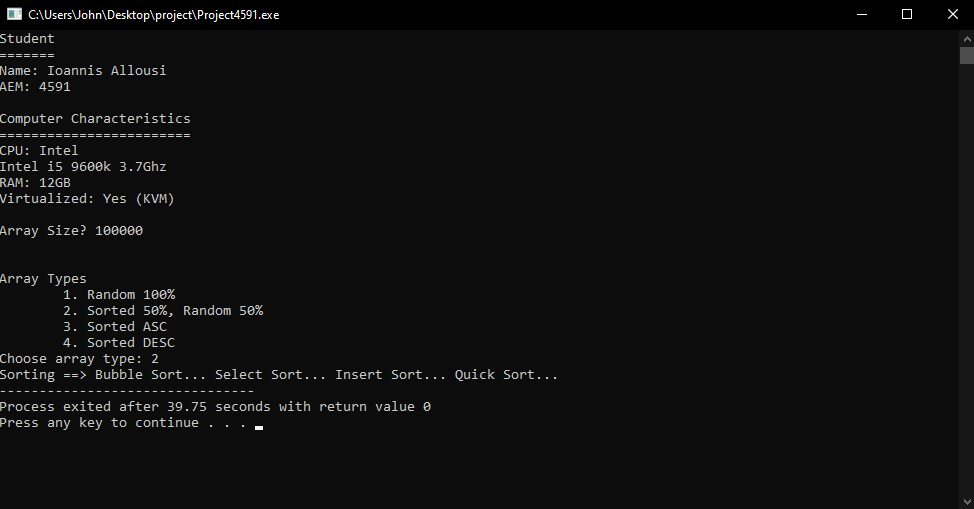 C:\Users\John\Desktop\project\Project4591.exe
Student
=======
Name: Ioannis Allousi
AEM: 4591
Computer Characteristics
========================
CPU: Intel
Intel i5 9600k 3.7Ghz
RAM: 12GB
Virtualized: Yes (KVM)
Array Size? 100000
Array Types
1. Random 100%
2. Sorted 50%, Random 50%
3. Sorted ASC
4. Sorted DESC
Choose array type: 2
Sorting ==> Bubble Sort... Select Sort... Insert Sort... Quick Sort...
--------------------------------
Process exited after 39.75 seconds with return value 0
Press any key to continue . . .